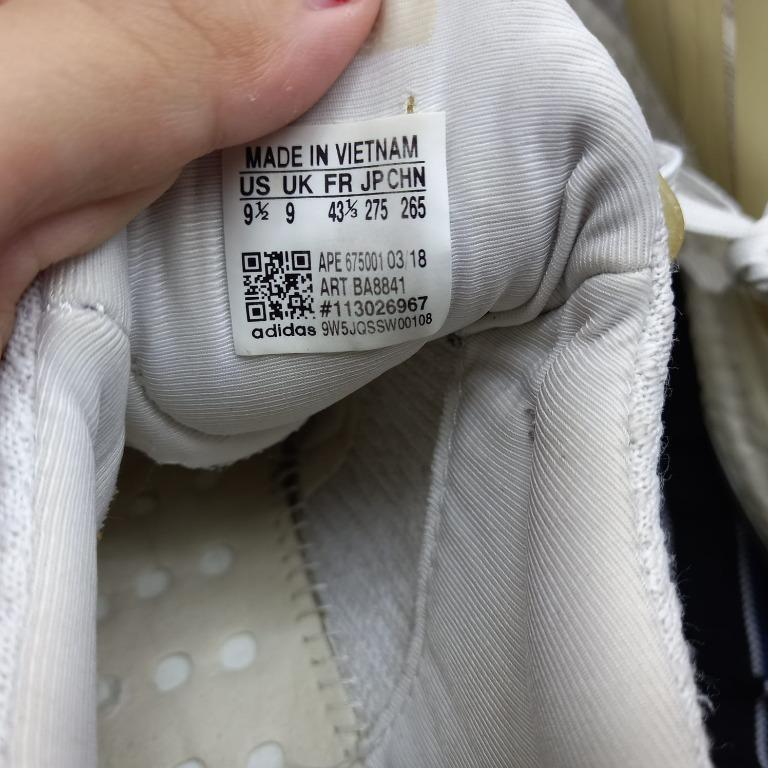 MADE IN VIETNAM
US UK FR JP CHN
9½ 9 43⅓ 275 265
APE 675001 03/18
ART BA8841
#113026967
adidas 9W5JQSSW00108